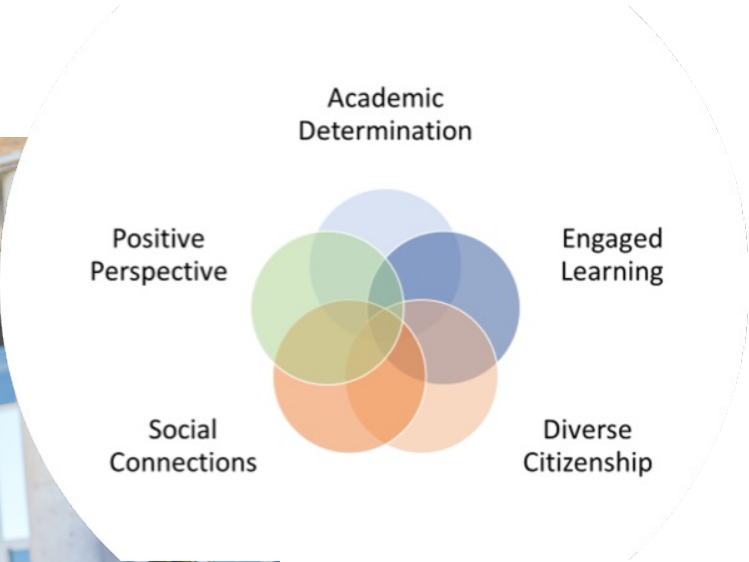 Academic
Determination
Positive
Perspective
Engaged
Learning
Social
Connections
Diverse
Citizenship